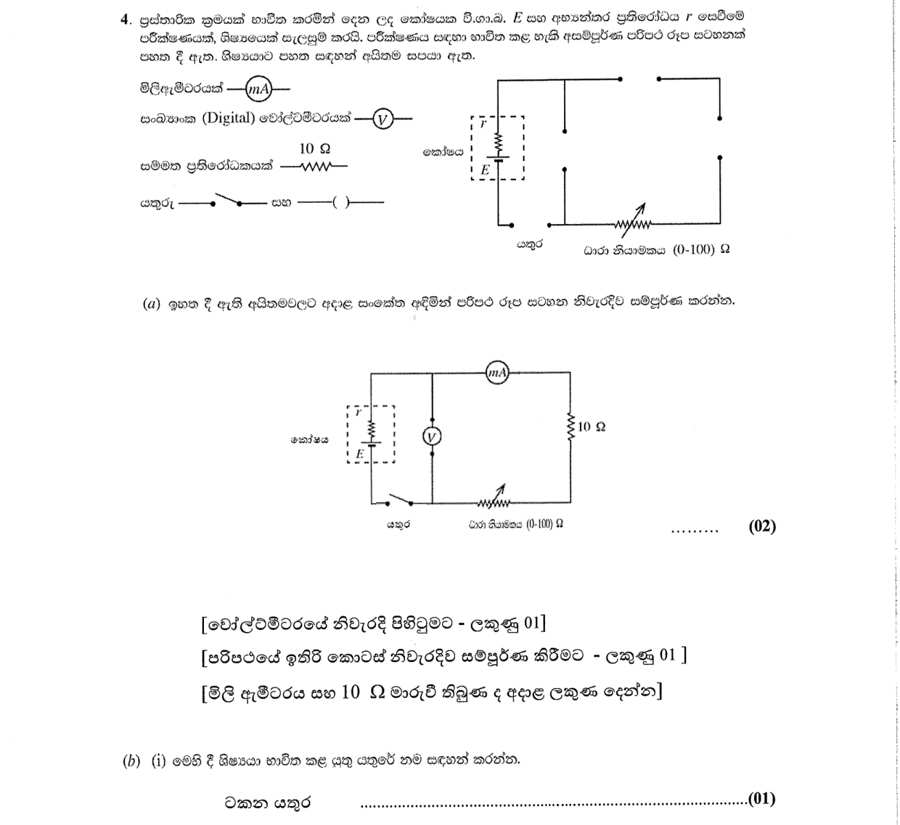 4. ප්‍රස්තාරික ක්‍රමයක් භාවිත කරමින් දෙන ලද කෝෂයක වි.ගා.බ. E සහ අභ්‍යන්තර ප්‍රතිරෝධය r සෙවීමේ
පරීක්ෂණයක්, ශිෂ්‍යයෙක් සැලසුම් කරයි. පරීක්ෂණය සඳහා භාවිත කළ හැකි අසම්පූර්ණ පරිපථ රූප සටහනක්
පහත දී ඇත. ශිෂ්‍යයාට පහත සඳහන් අයිතම සපයා ඇත.
මිලිඇමීටරයක් mA
සංඛ්‍යාංක (Digital) වෝල්ට්මීටරයක් V
10 Ω
සම්මත ප්‍රතිරෝධකයක්
යතුරු සහ ( )
r
කෝෂය
E
යතුර
ධාරා නියාමකය (0-100) Ω
(a) ඉහත දී ඇති අයිතමවලට අදාළ සංකේත අඳිමින් පරිපථ රූප සටහන නිවැරදිව සම්පූර්ණ කරන්න.
mA
r
10 Ω
කෝෂය
V
E
යතුර
ධාරා නියාමකය (0-100) Ω
......... (02)
[වෝල්ට්මීටරයේ නිවැරදි පිහිටුමට - ලකුණු 01]
[පරිපථයේ ඉතිරි කොටස් නිවැරදිව සම්පූර්ණ කිරීමට - ලකුණු 01 ]
[මිලි ඇමීටරය සහ 10 Ω මාරුවී තිබුණ ද අදාළ ලකුණ දෙන්න]
(b) (i) මෙහි දී ශිෂ්‍යයා භාවිත කළ යුතු යතුරේ නම සඳහන් කරන්න.
ටකන යතුර ..........................................................................................(01)